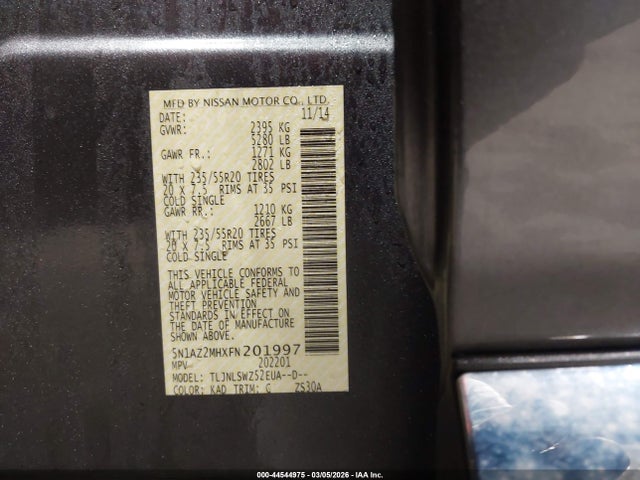 MFD BY NISSAN MOTOR CO., LTD.
DATE: 11/14
GVWR: 2395 KG
5280 LB
GAWR FR.: 1271 KG
2802 LB
WITH 235/55R20 TIRES
20 X 7.5 RIMS AT 35 PSI
COLD SINGLE
GAWR RR.: 1210 KG
2667 LB
WITH 235/55R20 TIRES
20 X 7.5 RIMS AT 35 PSI
COLD SINGLE
THIS VEHICLE CONFORMS TO
ALL APPLICABLE FEDERAL
MOTOR VEHICLE SAFETY AND
THEFT PREVENTION
STANDARDS IN EFFECT ON
THE DATE OF MANUFACTURE
SHOWN ABOVE.
5N1AZ2MHXFN201997
MPV 202201
MODEL: TLJNLSWZ52EUA--D--
COLOR: KAD TRIM: G Z530A
000-44544975 - 03/05/2026 - IAA Inc.